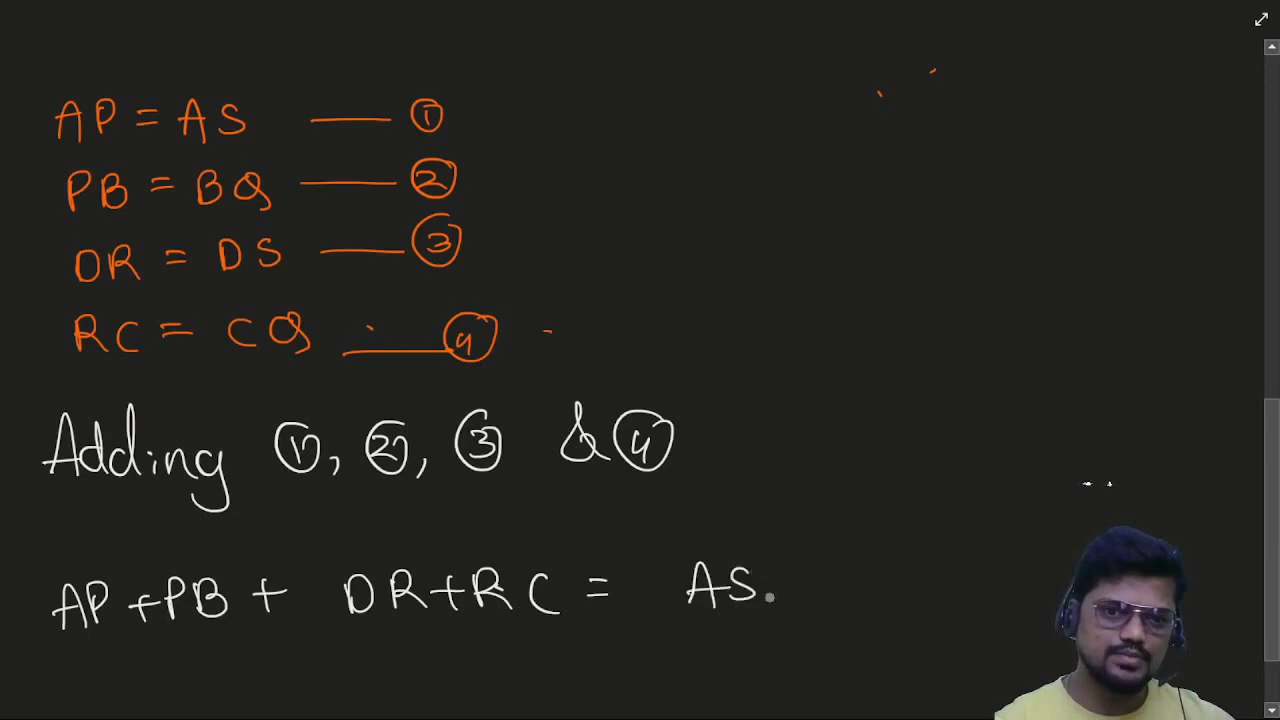 AP = AS —— ①
PB = BQ —— ②
DR = DS —— ③
RC = CQ —— ④
Adding ①, ②, ③ & ④
AP+PB + DR+RC = AS